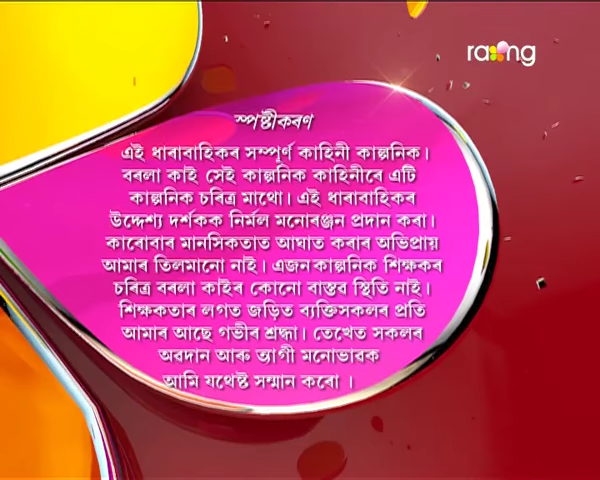 rang
স্পষ্টীকৰণ
এই ধাৰাবাহিকৰ সম্পূৰ্ণ কাহিনী কাল্পনিক।
বৰলা কাই সেই কাল্পনিক কাহিনীৰে এটি
কাল্পনিক চৰিত্ৰ মাথো। এই ধাৰাবাহিকৰ
উদ্দেশ্য দৰ্শকক নিৰ্মল মনোৰঞ্জন প্ৰদান কৰা।
কাৰোবাৰ মানসিকতাত আঘাত কৰাৰ অভিপ্ৰায়
আমাৰ তিলমানো নাই। এজন কাল্পনিক শিক্ষকৰ
চৰিত্ৰ বৰলা কাইৰ কোনো বাস্তৱ স্থিতি নাই।
শিক্ষকতাৰ লগত জড়িত ব্যক্তিসকলৰ প্ৰতি
আমাৰ আছে গভীৰ শ্ৰদ্ধা। তেখেত সকলৰ
অৱদান আৰু ত্যাগী মনোভাৱক
আমি যথেষ্ট সন্মান কৰো ।